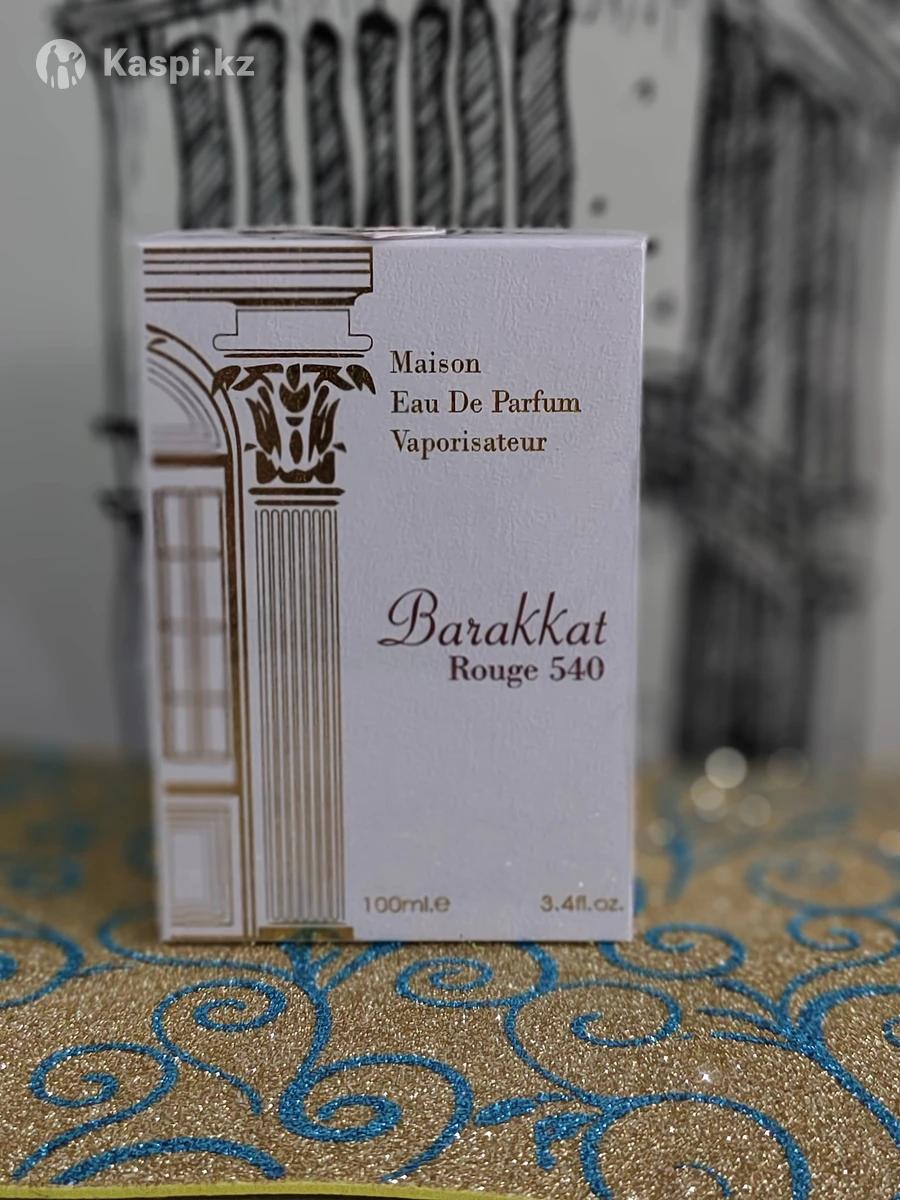 Kaspi.kz
Maison
Eau De Parfum
Vaporisateur
Barakkat
Rouge 540
100ml.e
3.4fl.oz.